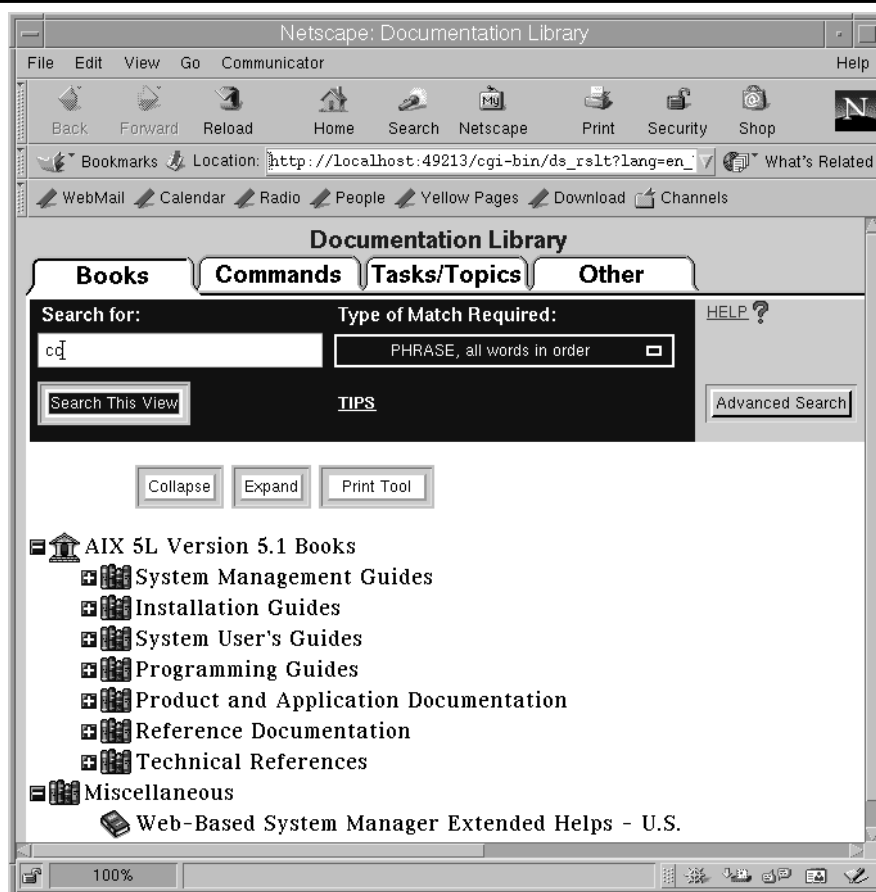 Netscape: Documentation Library
File Edit View Go Communicator Help
Back Forward Reload Home Search Netscape Print Security Shop
My
N
Bookmarks Location: http://localhost:49213/cgi-bin/ds_rslt?lang=en_ What's Related
WebMail Calendar Radio People Yellow Pages Download Channels
Documentation Library
Books Commands Tasks/Topics Other
Search for: Type of Match Required: HELP ?
PHRASE, all words in order
Search This View TIPS Advanced Search
Collapse Expand Print Tool
AIX 5L Version 5.1 Books
System Management Guides
Installation Guides
System User's Guides
Programming Guides
Product and Application Documentation
Reference Documentation
Technical References
Miscellaneous
Web-Based System Manager Extended Helps - U.S.
100%